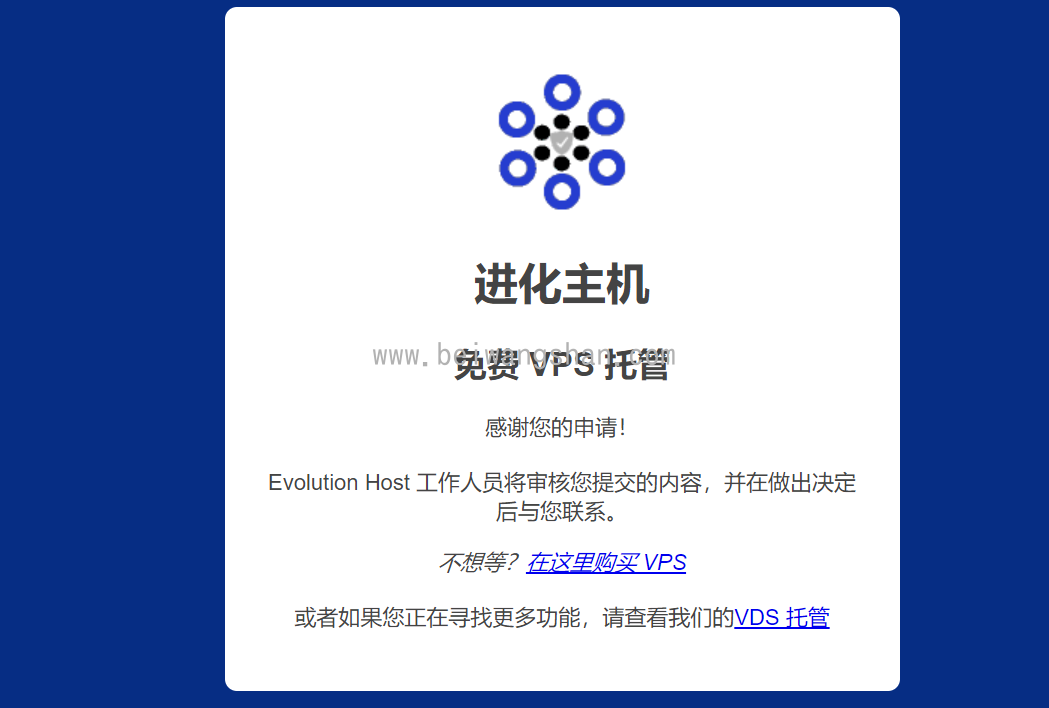 进化主机
www.beiwangshan.com
免费 VPS 托管
感谢您的申请！
Evolution Host 工作人员将审核您提交的内容，并在做出决定
后与您联系。
不想等？在这里购买 VPS
或者如果您正在寻找更多功能，请查看我们的VDS 托管